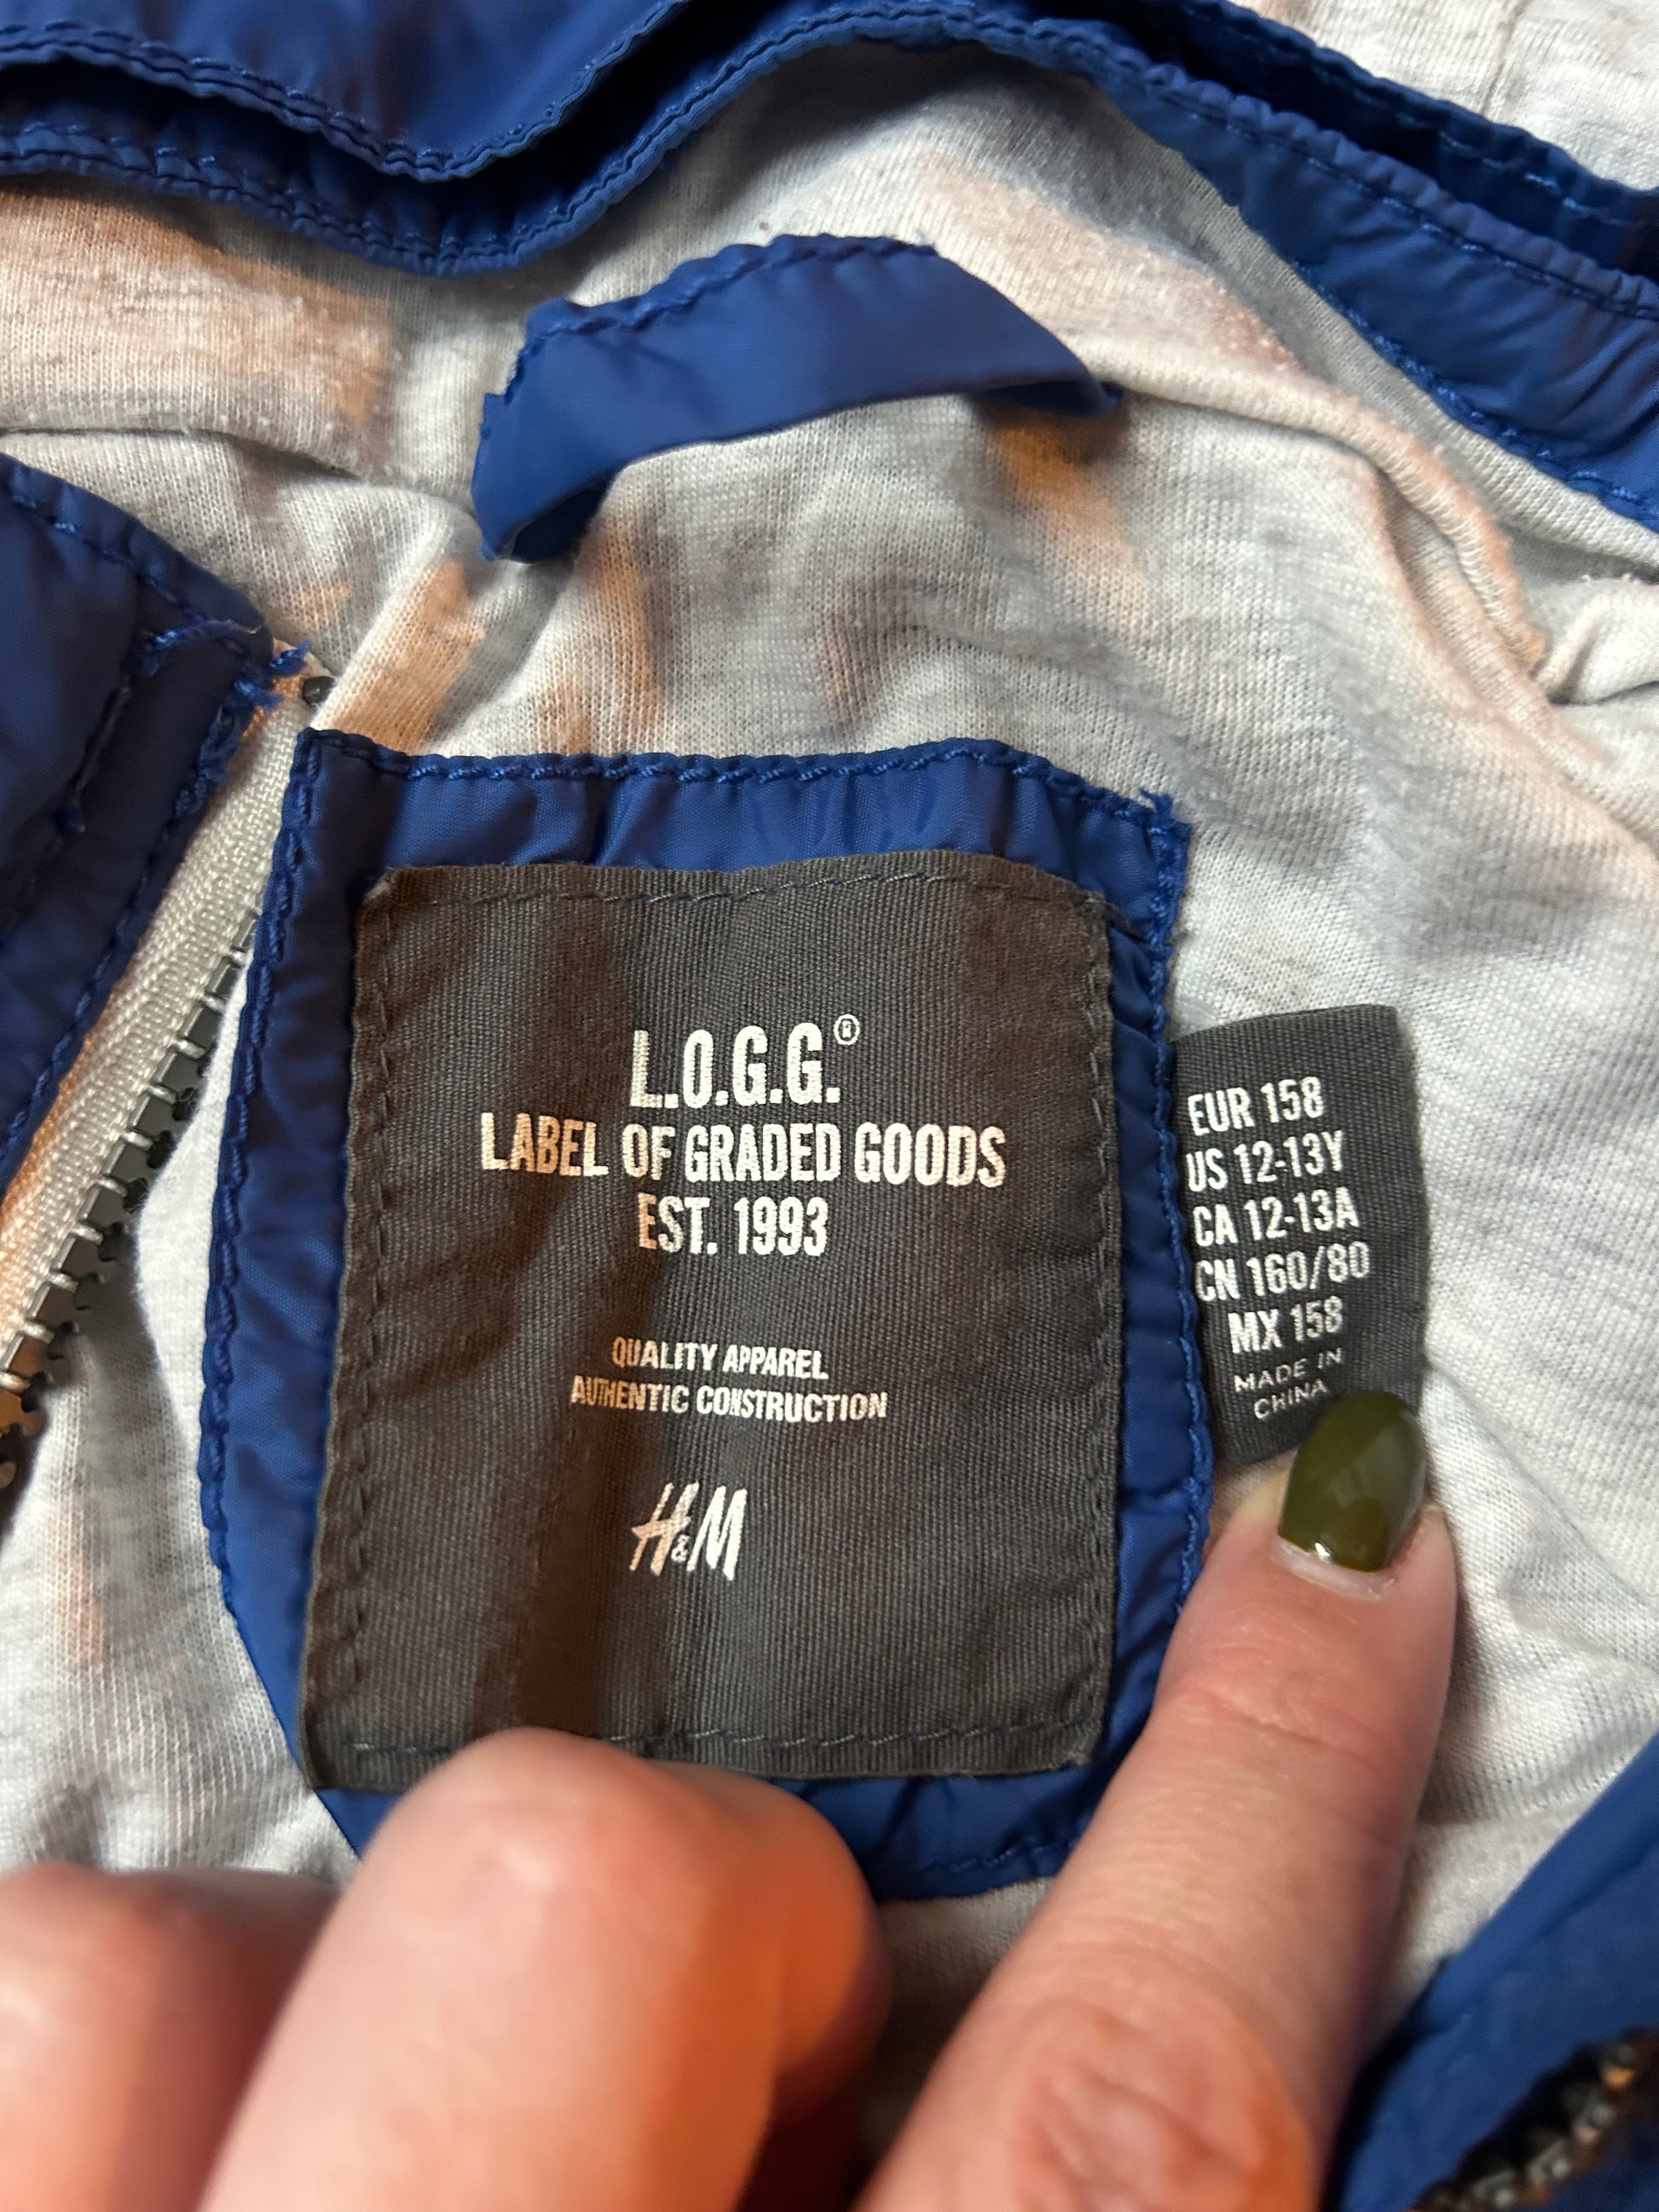 L.O.G.G.®
LABEL OF GRADED GOODS
EST. 1993
QUALITY APPAREL
AUTHENTIC CONSTRUCTION
H&M
EUR 158
US 12-13Y
CA 12-13A
CN 160/80
MX 158
MADE IN
CHINA